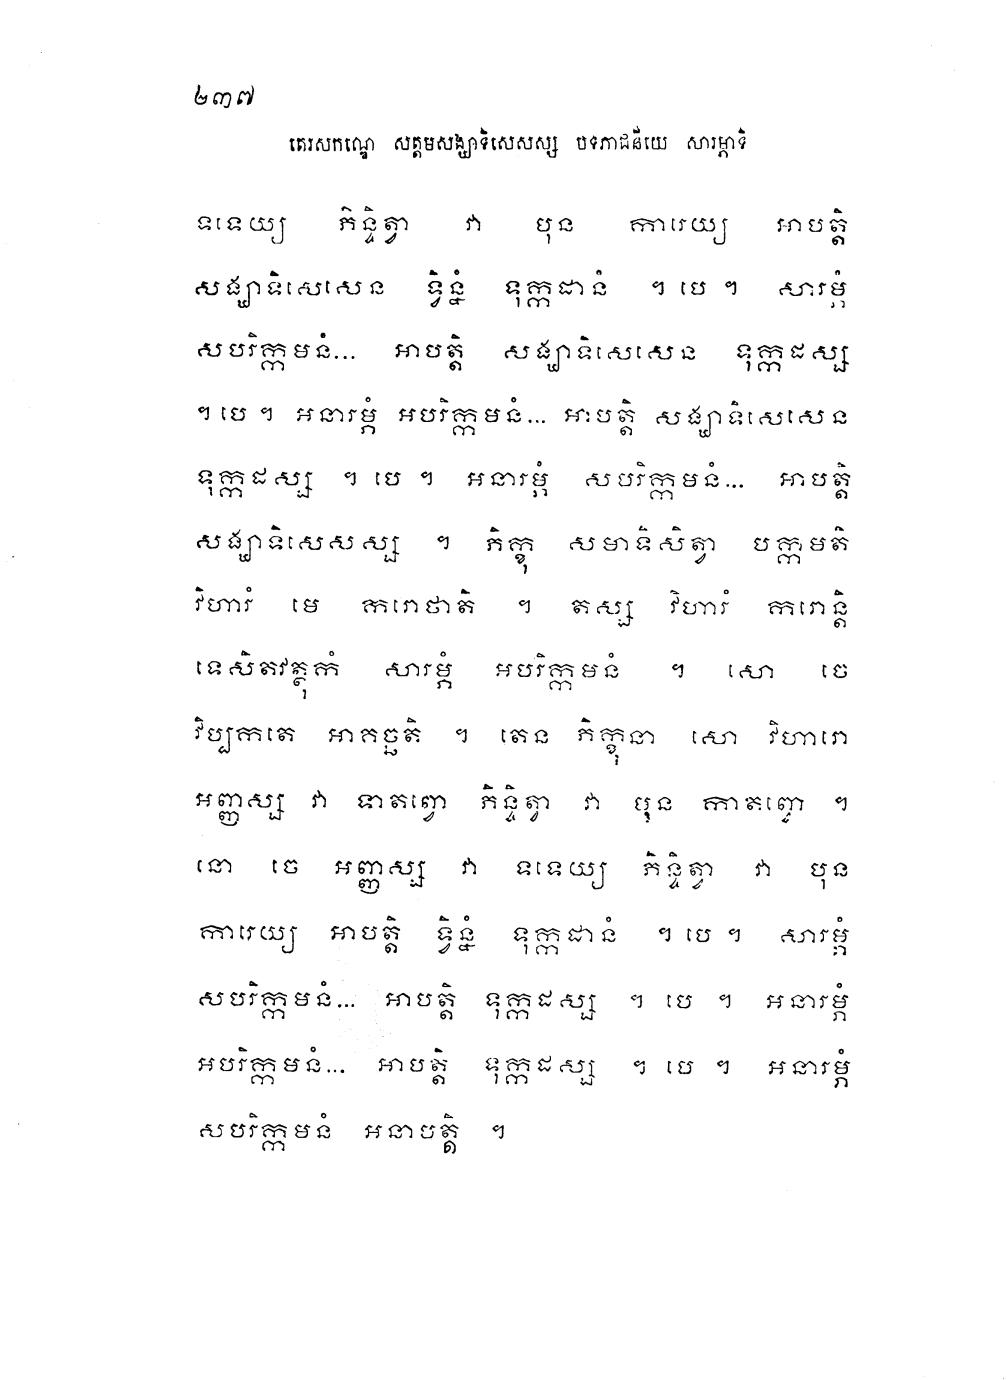 ២៣៧
តេរសកណ្ឌេ សត្តមសង្ឃាទិសេសស្ស បទភាជនីយេ សារម្ភាទិ
ទទេយ្យ ភិន្ទិត្វា វា បុន ការេយ្យ អាបត្តិ
សង្ឃាទិសេសេន ទ្វិន្នំ ទុក្កដានំ ។ បេ ។ សារម្ភំ
សបរិក្កមនំ... អាបត្តិ សង្ឃាទិសេសេន ទុក្កដស្ស
។ បេ ។ អនារម្ភំ អបរិក្កមនំ... អាបត្តិ សង្ឃាទិសេសេន
ទុក្កដស្ស ។ បេ ។ អនារម្ភំ សបរិក្កមនំ... អាបត្តិ
សង្ឃាទិសេសស្ស ។ ភិក្ខុ សមាទិសិត្វា បក្កមតិ
វិហារំ មេ ករោថាតិ ។ តស្ស វិហារំ ករោន្តិ
ទេសិតវត្ថុកំ សារម្ភំ អបរិក្កមនំ ។ សោ ចេ
វិប្បកតេ អាគច្ឆតិ ។ តេន ភិក្ខុនា សោ វិហារោ
អញ្ញស្ស វា ទាតព្វោ ភិន្ទិត្វា វា បុន កាតព្វោ ។
នោ ចេ អញ្ញស្ស វា ទទេយ្យ ភិន្ទិត្វា វា បុន
ការេយ្យ អាបត្តិ ទ្វិន្នំ ទុក្កដានំ ។ បេ ។ សារម្ភំ
សបរិក្កមនំ... អាបត្តិ ទុក្កដស្ស ។ បេ ។ អនារម្ភំ
អបរិក្កមនំ... អាបត្តិ ទុក្កដស្ស ។ បេ ។ អនារម្ភំ
សបរិក្កមនំ អនាបត្តិ ។